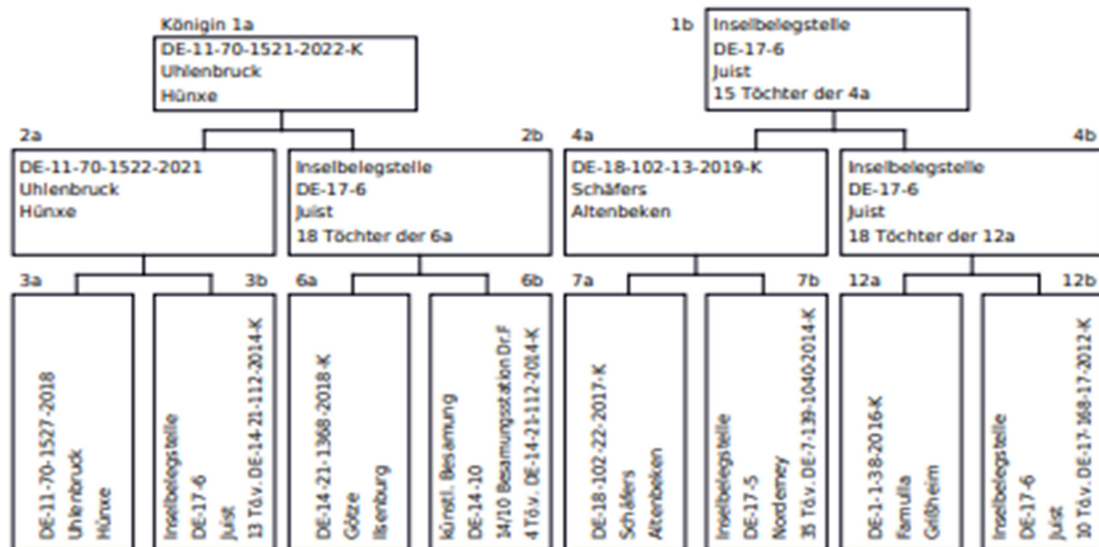 Königin 1a
DE-11-70-1521-2022-K
Uhlenbruck
Hünxe
1b
Inselbelegstelle
DE-17-6
Juist
15 Töchter der 4a
2a
DE-11-70-1522-2021
Uhlenbruck
Hünxe
2b
Inselbelegstelle
DE-17-6
Juist
18 Töchter der 6a
4a
DE-18-102-13-2019-K
Schäfers
Altenbeken
4b
Inselbelegstelle
DE-17-6
Juist
18 Töchter der 12a
3a
DE-11-70-1527-2018
Uhlenbruck
Hünxe
3b
Inselbelegstelle
DE-17-6
Juist
13 Tö.v. DE-14-21-112-2014-K
6a
DE-14-21-1368-2018-K
Götze
Ilsenburg
6b
künstl. Besamung
DE-14-10
14/10 Besamungsstation Dr.F
4 Tö.v. DE-14-21-112-2014-K
7a
DE-18-102-22-2017-K
Schäfers
Altenbeken
7b
Inselbelegstelle
DE-17-5
Norderney
35 Tö.v. DE-7-139-1040-2014-K
12a
DE-1-1-38-2016-K
Famulla
Grißheim
12b
Inselbelegstelle
DE-17-6
Juist
10 Tö.v. DE-17-168-17-2012-K